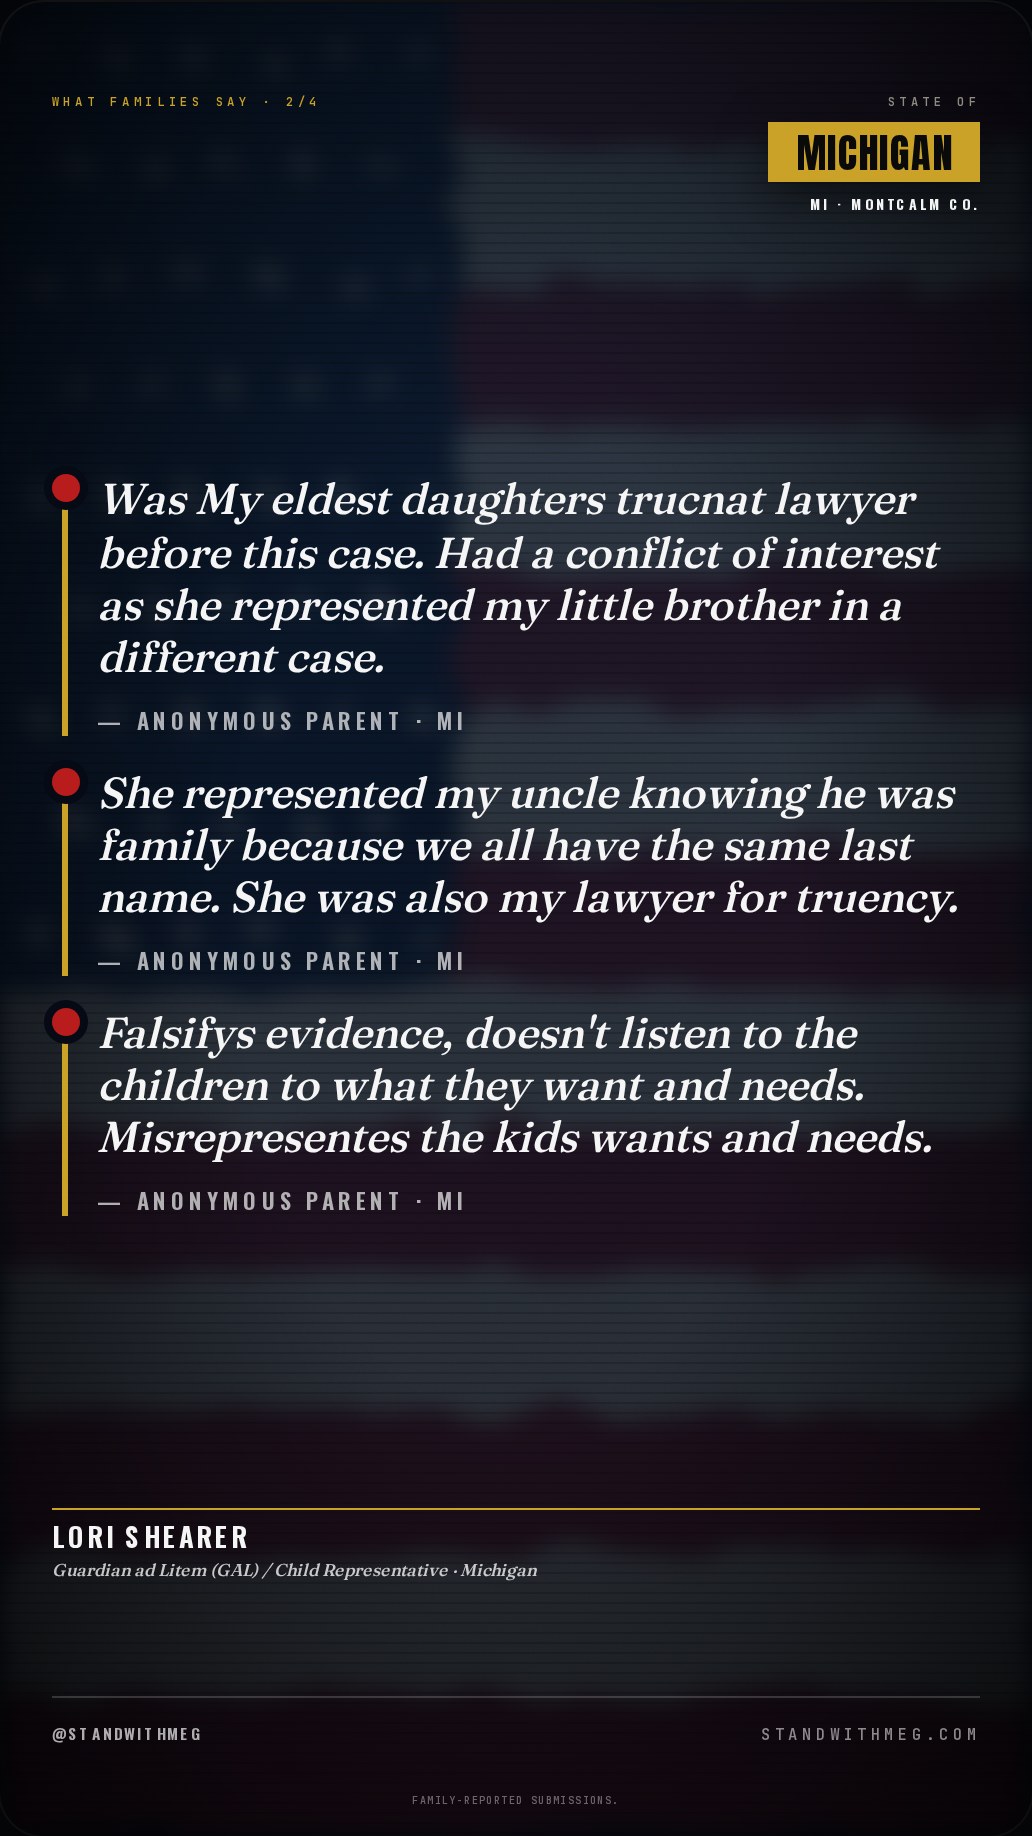 WHAT FAMILIES SAY · 2/4
STATE OF
MICHIGAN
MI · MONTCALM CO.
Was My eldest daughters trucnat lawyer
before this case. Had a conflict of interest
as she represented my little brother in a
different case.
— ANONYMOUS PARENT · MI
She represented my uncle knowing he was
family because we all have the same last
name. She was also my lawyer for truency.
— ANONYMOUS PARENT · MI
Falsifys evidence, doesn't listen to the
children to what they want and needs.
Misrepresentes the kids wants and needs.
— ANONYMOUS PARENT · MI
LORI SHEARER
Guardian ad Litem (GAL) / Child Representative · Michigan
@STANDWITHMEG
STANDWITHMEG.COM
FAMILY-REPORTED SUBMISSIONS.